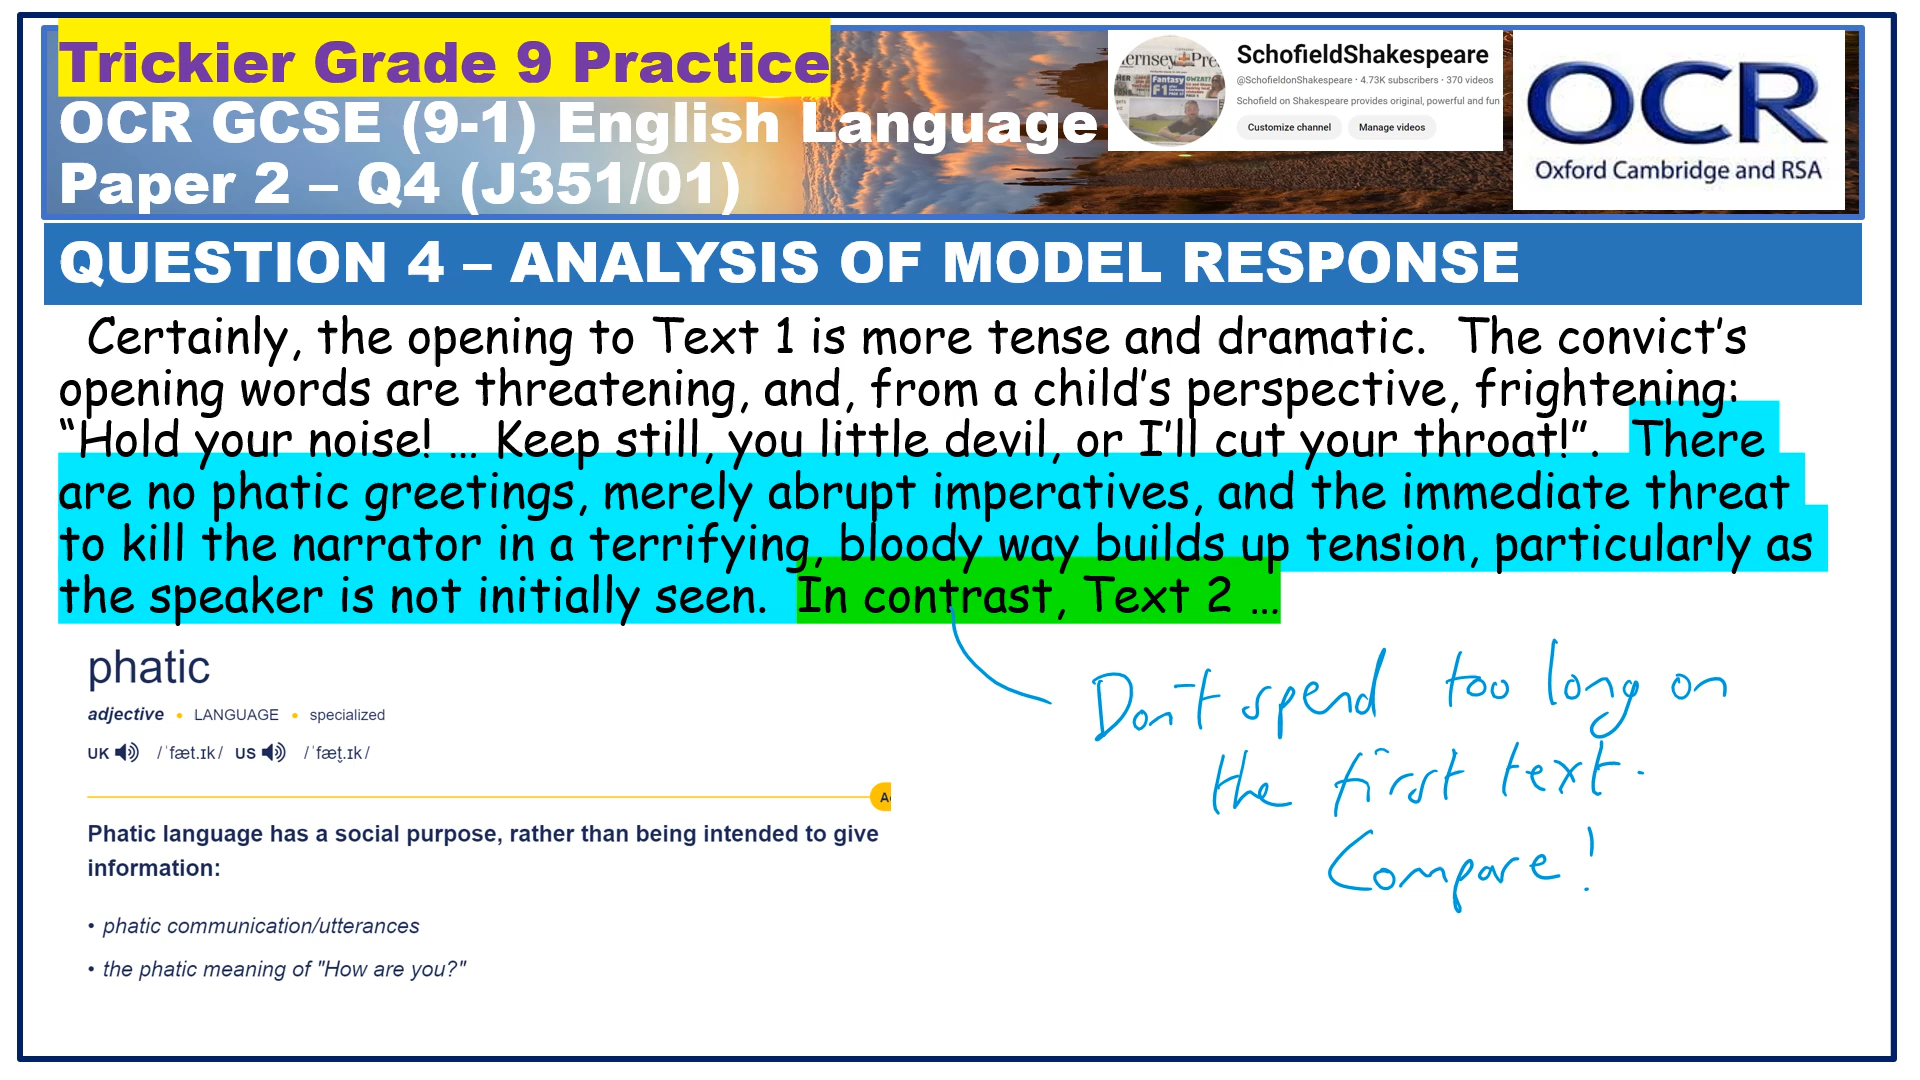 Trickier Grade 9 Practice
OCR GCSE (9-1) English Language
Paper 2 – Q4 (J351/01)
ernsey Pre
Fantasy
F1
SchofieldShakespeare
@SchofieldonShakespeare · 4.73K subscribers · 370 videos
Schofield on Shakespeare provides original, powerful and fun
Customize channel Manage videos
OCR
Oxford Cambridge and RSA
QUESTION 4 – ANALYSIS OF MODEL RESPONSE
Certainly, the opening to Text 1 is more tense and dramatic. The convict’s
opening words are threatening, and, from a child’s perspective, frightening:
“Hold your noise! … Keep still, you little devil, or I’ll cut your throat!”. There
are no phatic greetings, merely abrupt imperatives, and the immediate threat
to kill the narrator in a terrifying, bloody way builds up tension, particularly as
the speaker is not initially seen. In contrast, Text 2 …
phatic
adjective • LANGUAGE • specialized
UK /ˈfæt.ɪk/ US /ˈfæt̬.ɪk/
Phatic language has a social purpose, rather than being intended to give
information:
• phatic communication/utterances
• the phatic meaning of "How are you?"
Don't spend too long on
the first text.
Compare!